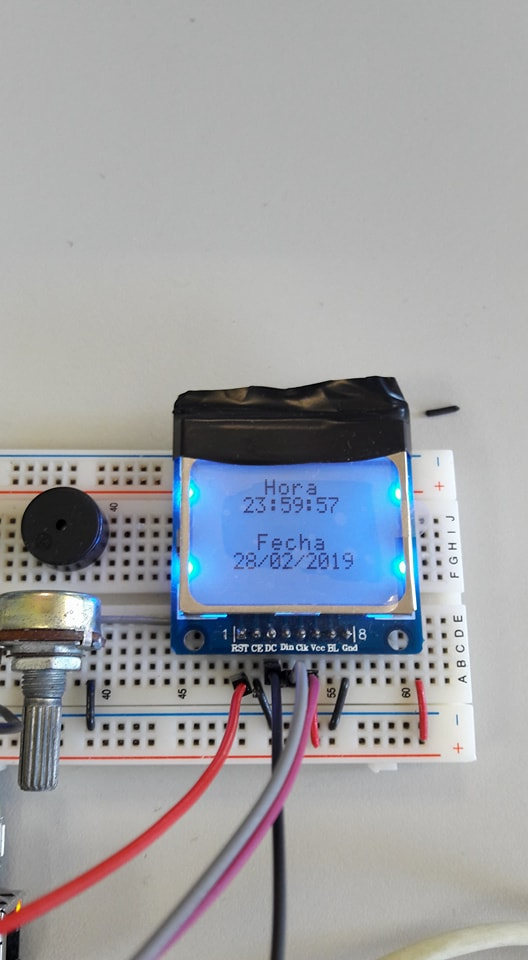 40
Hora
23:59:57
Fecha
28/02/2019
F G H I J
1 8
RST CE DC Din Clk Vcc BL Gnd
A B C D E
40 45 55 60